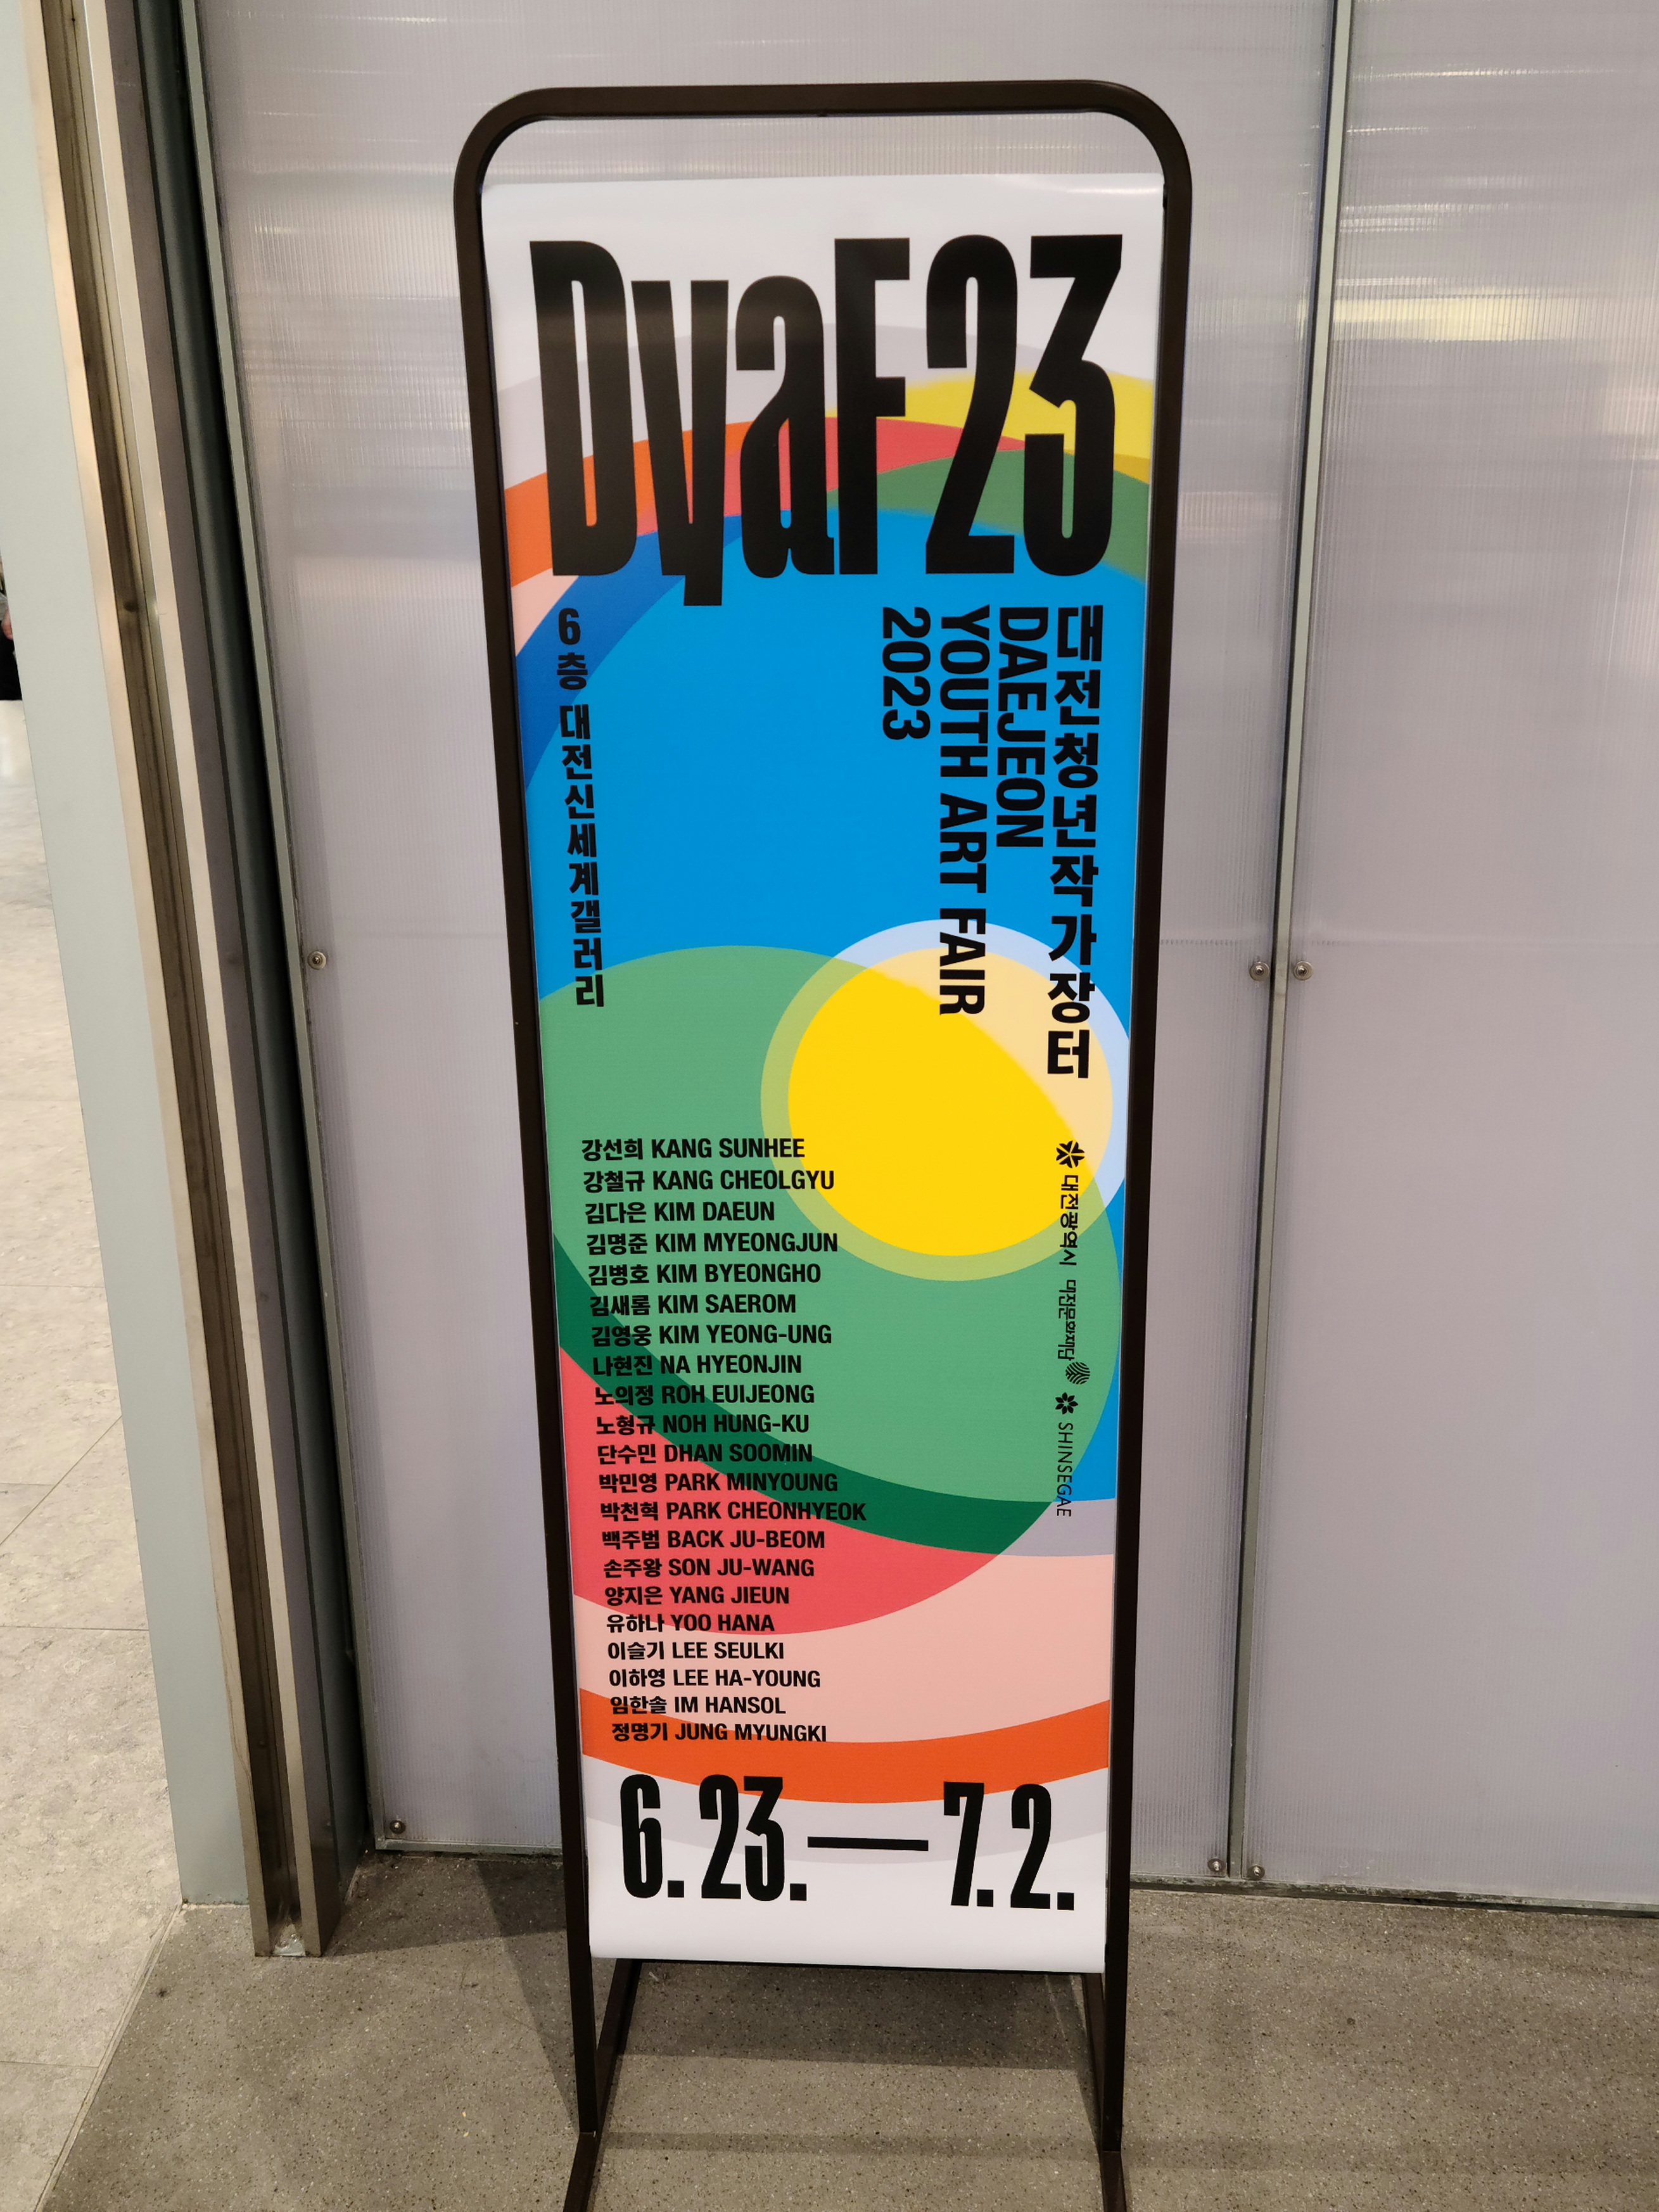 DyaF 23
대전청년작가장터
DAEJEON
YOUTH ART FAIR
2023
6층 대전신세계갤러리
강선희 KANG SUNHEE
강철규 KANG CHEOLGYU
김다은 KIM DAEUN
김명준 KIM MYEONGJUN
김병호 KIM BYEONGHO
김새롬 KIM SAEROM
김영웅 KIM YEONG-UNG
나현진 NA HYEONJIN
노의정 ROH EUIJEONG
노형규 NOH HUNG-KU
단수민 DHAN SOOMIN
박민영 PARK MINYOUNG
박천혁 PARK CHEONHYEOK
백주범 BACK JU-BEOM
손주왕 SON JU-WANG
양지은 YANG JIEUN
유하나 YOO HANA
이슬기 LEE SEULKI
이하영 LEE HA-YOUNG
임한솔 IM HANSOL
정명기 JUNG MYUNGKI
대전광역시 대전문화재단 SHINSEGAE
6.23.—7.2.